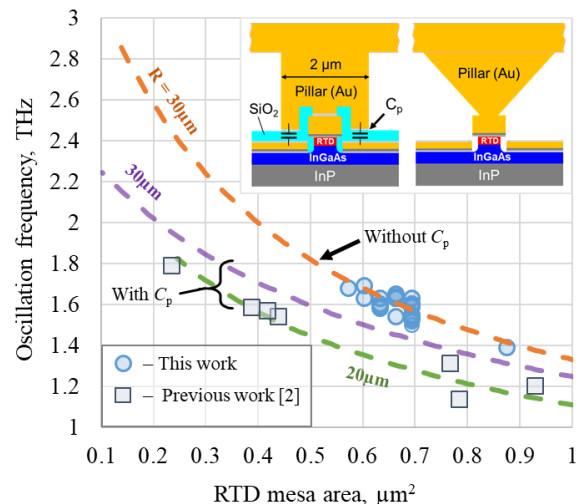 Oscillation frequency, THz
3
2.8
2.6
2.4
2.2
2
1.8
1.6
1.4
1.2
1
0.1 0.2 0.3 0.4 0.5 0.6 0.7 0.8 0.9 1
RTD mesa area, µm²
R = 30µm
30µm
20µm
With Cp
Without Cp
– This work
– Previous work [2]
2 µm
Pillar (Au)
SiO2
Cp
RTD
InGaAs
InP
Pillar (Au)
RTD
InGaAs
InP